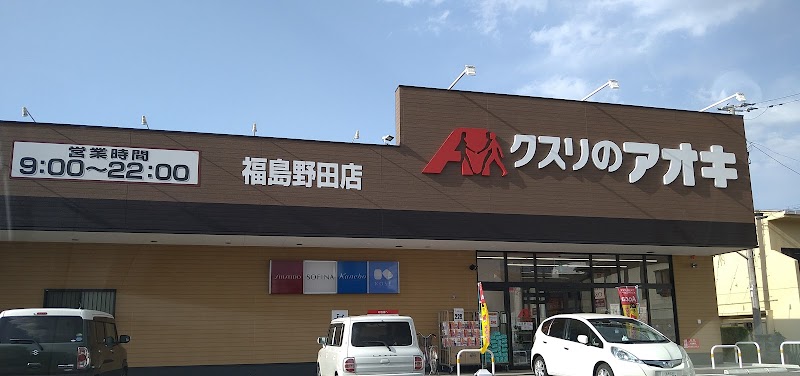 営業時間
9:00～22:00
福島野田店
クスリのアオキ
SHISEIDO
SOFINA
Kanebo